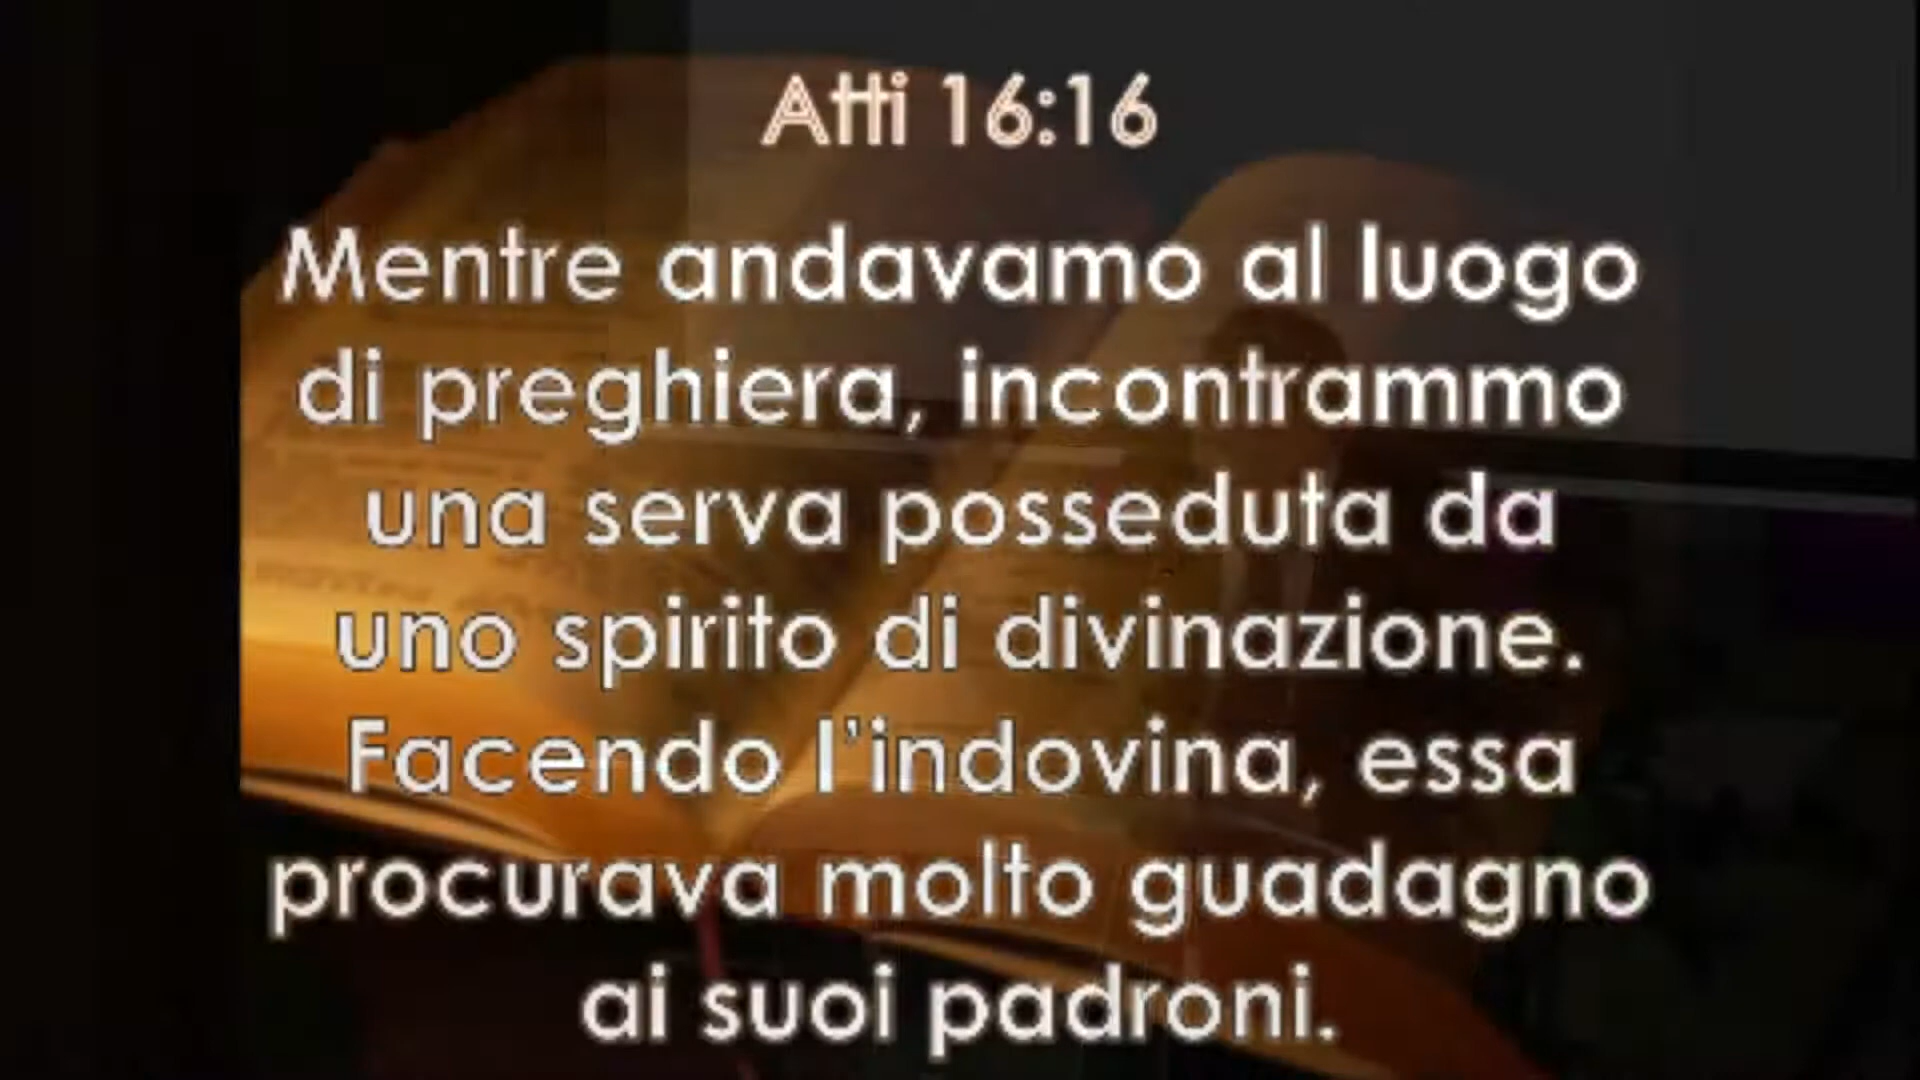 Atti 16:16
Mentre andavamo al luogo
di preghiera, incontrammo
una serva posseduta da
uno spirito di divinazione.
Facendo l'indovina, essa
procurava molto guadagno
ai suoi padroni.